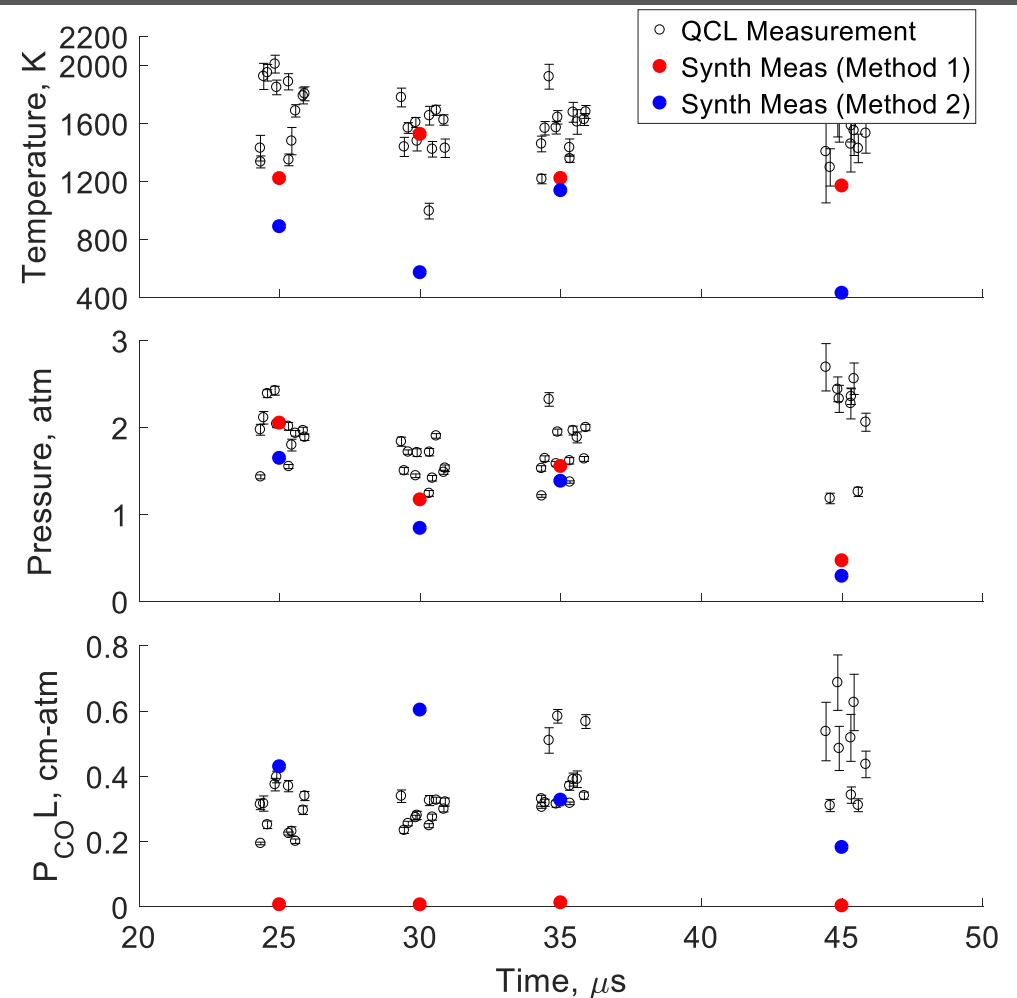 QCL Measurement
Synth Meas (Method 1)
Synth Meas (Method 2)
Temperature, K
2200
2000
1600
1200
800
400
Pressure, atm
3
2
1
0
P_CO L, cm-atm
0.8
0.6
0.4
0.2
0
20 25 30 35 40 45 50
Time, μs